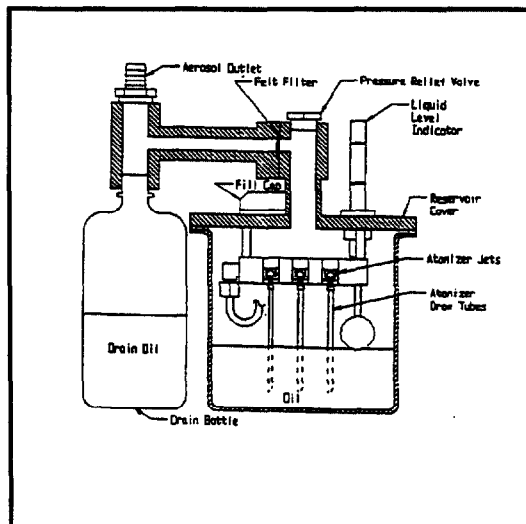 Aerosol Outlet
Felt Filter
Pressure Relief Valve
Liquid
Level
Indicator
Fill Cap
Reservoir
Cover
Atomizer Jets
Atomizer
Draw Tubes
Drain Oil
Oil
Drain Bottle